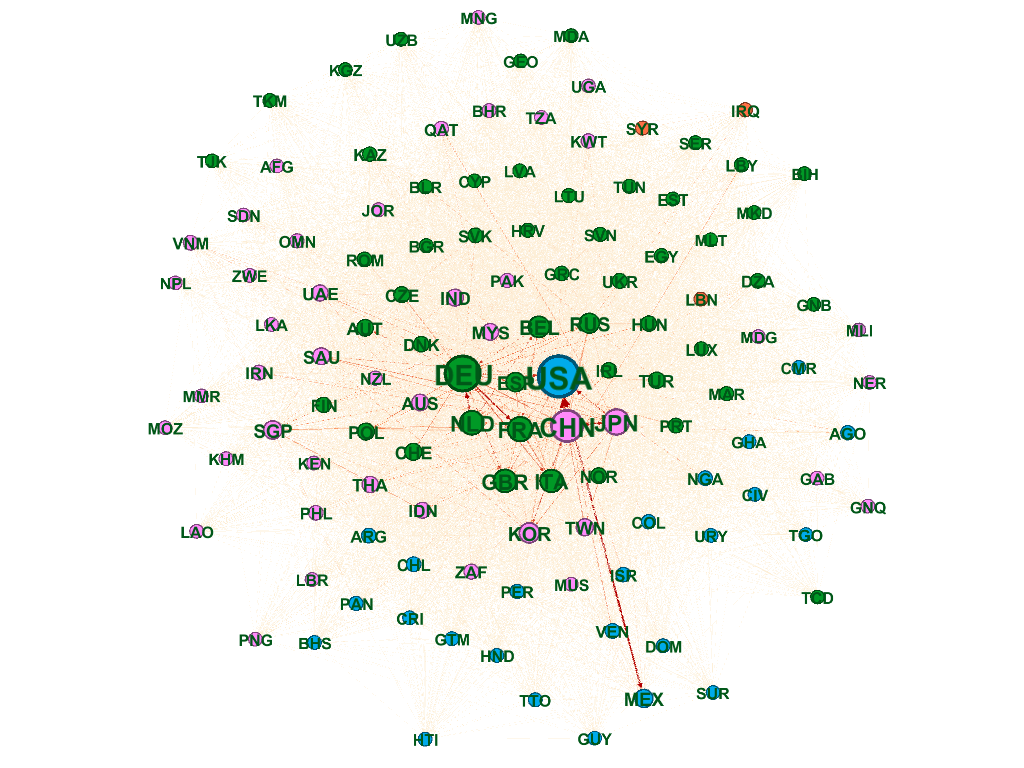 MNG
MDA
UZB
GEO
KGZ
UGA
TKM
BHR
TZA
IRQ
QAT
SYR
KWT
SER
KAZ
TJK
AFG
LBY
LVA
BIH
CYP
BLR
LTU
TUN
EST
JOR
SDN
MKD
HRV
SVK
SVN
MLT
VNM
OMN
BGR
EGY
ROM
GRC
ZWE
PAK
UKR
DZA
NPL
UAE
CZE
IND
LBN
GNB
LKA
AUT
MYS
BEL
RUS
HUN
MLI
MDG
DNK
LUX
SAU
CMR
IRN
NZL
DEU
ESP
USA
IRL
TUR
NER
MMR
FIN
AUS
MAR
MOZ
SGP
POL
NLD
FRA
CHN
JPN
PRT
AGO
GHA
CHE
KHM
KEN
THA
GBR
ITA
NOR
NGA
GAB
CIV
GNQ
PHL
IDN
LAO
ARG
KOR
TWN
COL
URY
TGO
CHL
ZAF
LBR
MUS
ISR
PER
PAN
TCD
CRI
PNG
BHS
GTM
VEN
HND
DOM
TTO
MEX
SUR
HTI
GUY